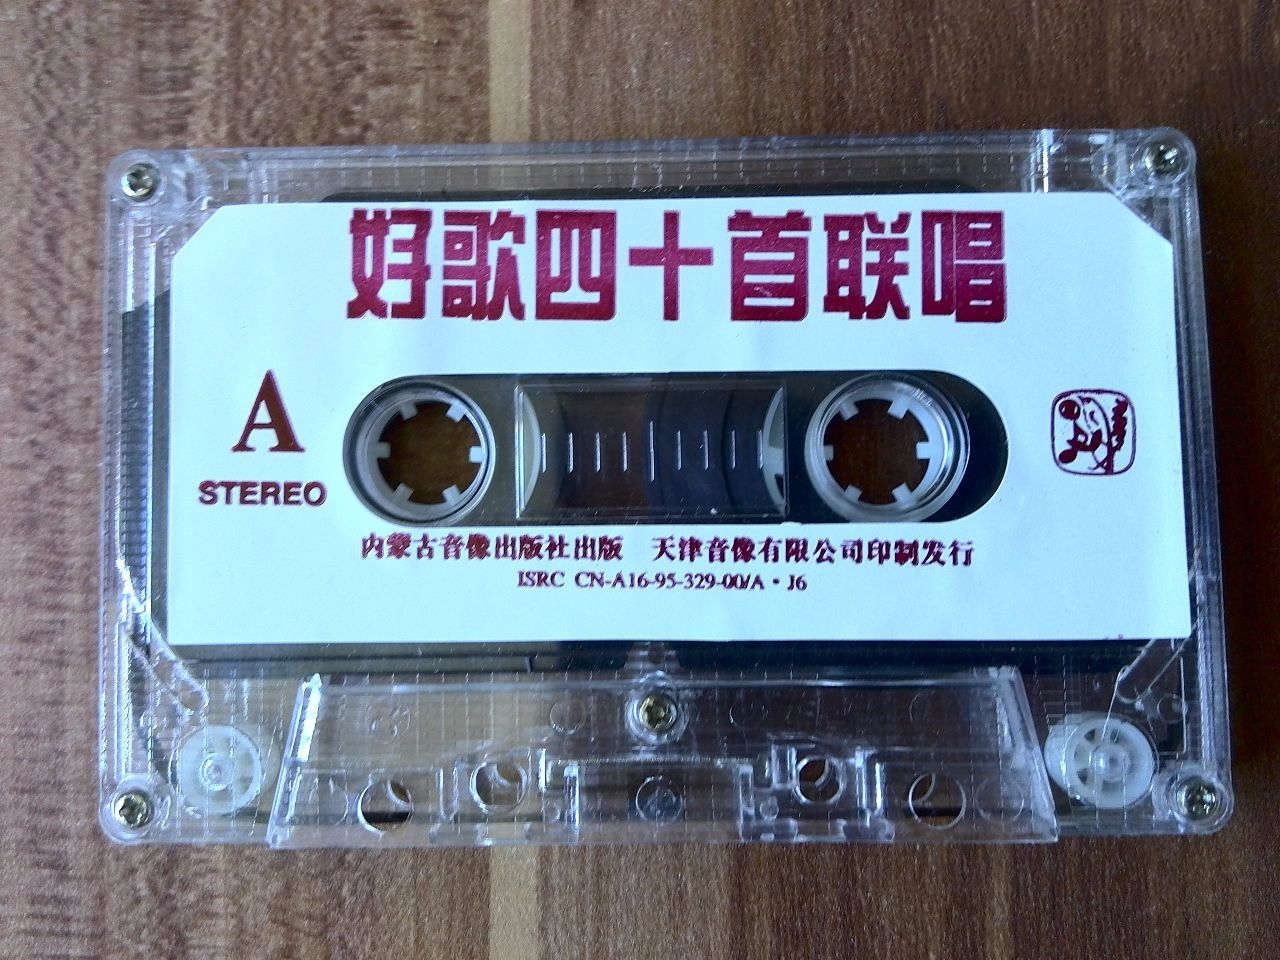 好歌四十首联唱
A
STEREO
内蒙古音像出版社出版 天津音像有限公司印制发行
ISRC CN-A16-95-329-00/A·J6